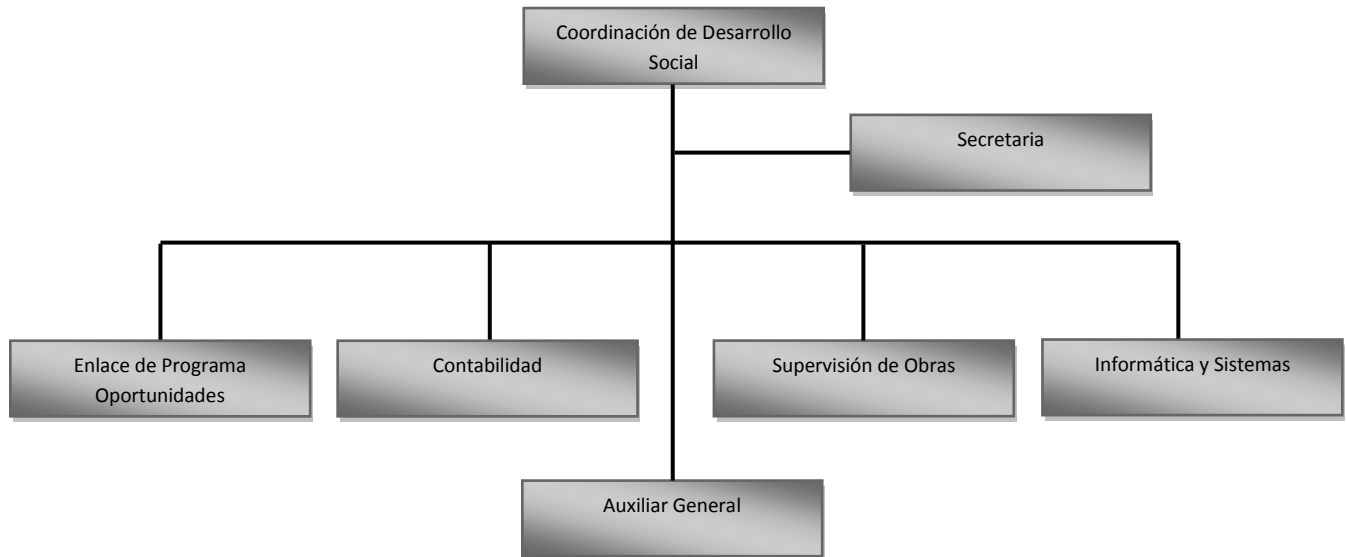 Coordinación de Desarrollo
Social
Secretaria
Enlace de Programa
Oportunidades
Contabilidad
Supervisión de Obras
Informática y Sistemas
Auxiliar General